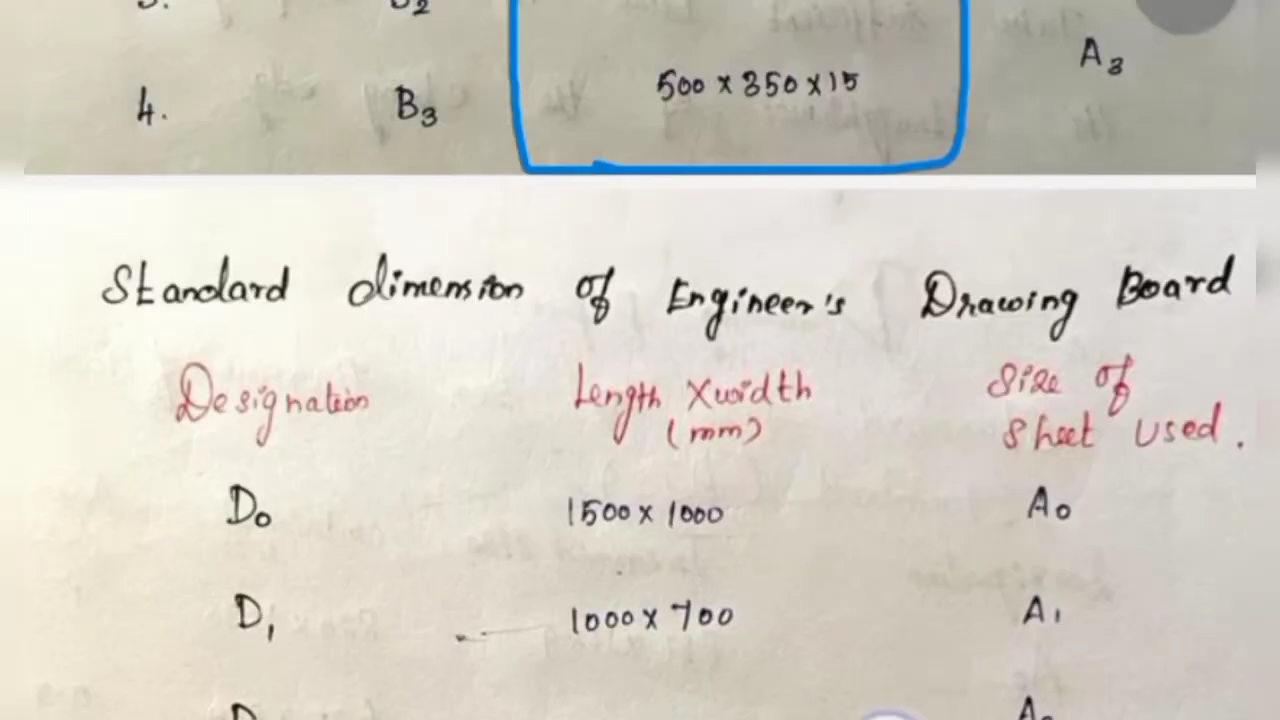 4. B3 500 x 350 x 15 A3
Standard dimension of Engineer's Drawing Board
Designation Length x width (mm) Size of Sheet used.
D0 1500 x 1000 A0
D1 1000 x 700 A1